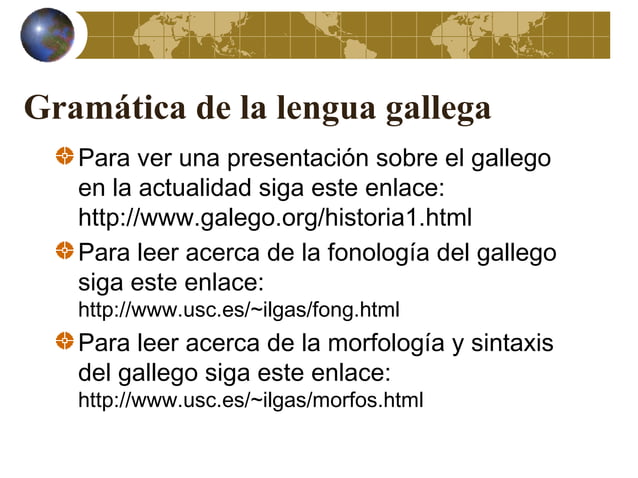 Gramática de la lengua gallega
Para ver una presentación sobre el gallego
en la actualidad siga este enlace:
http://www.galego.org/historia1.html
Para leer acerca de la fonología del gallego
siga este enlace:
http://www.usc.es/~ilgas/fong.html
Para leer acerca de la morfología y sintaxis
del gallego siga este enlace:
http://www.usc.es/~ilgas/morfos.html